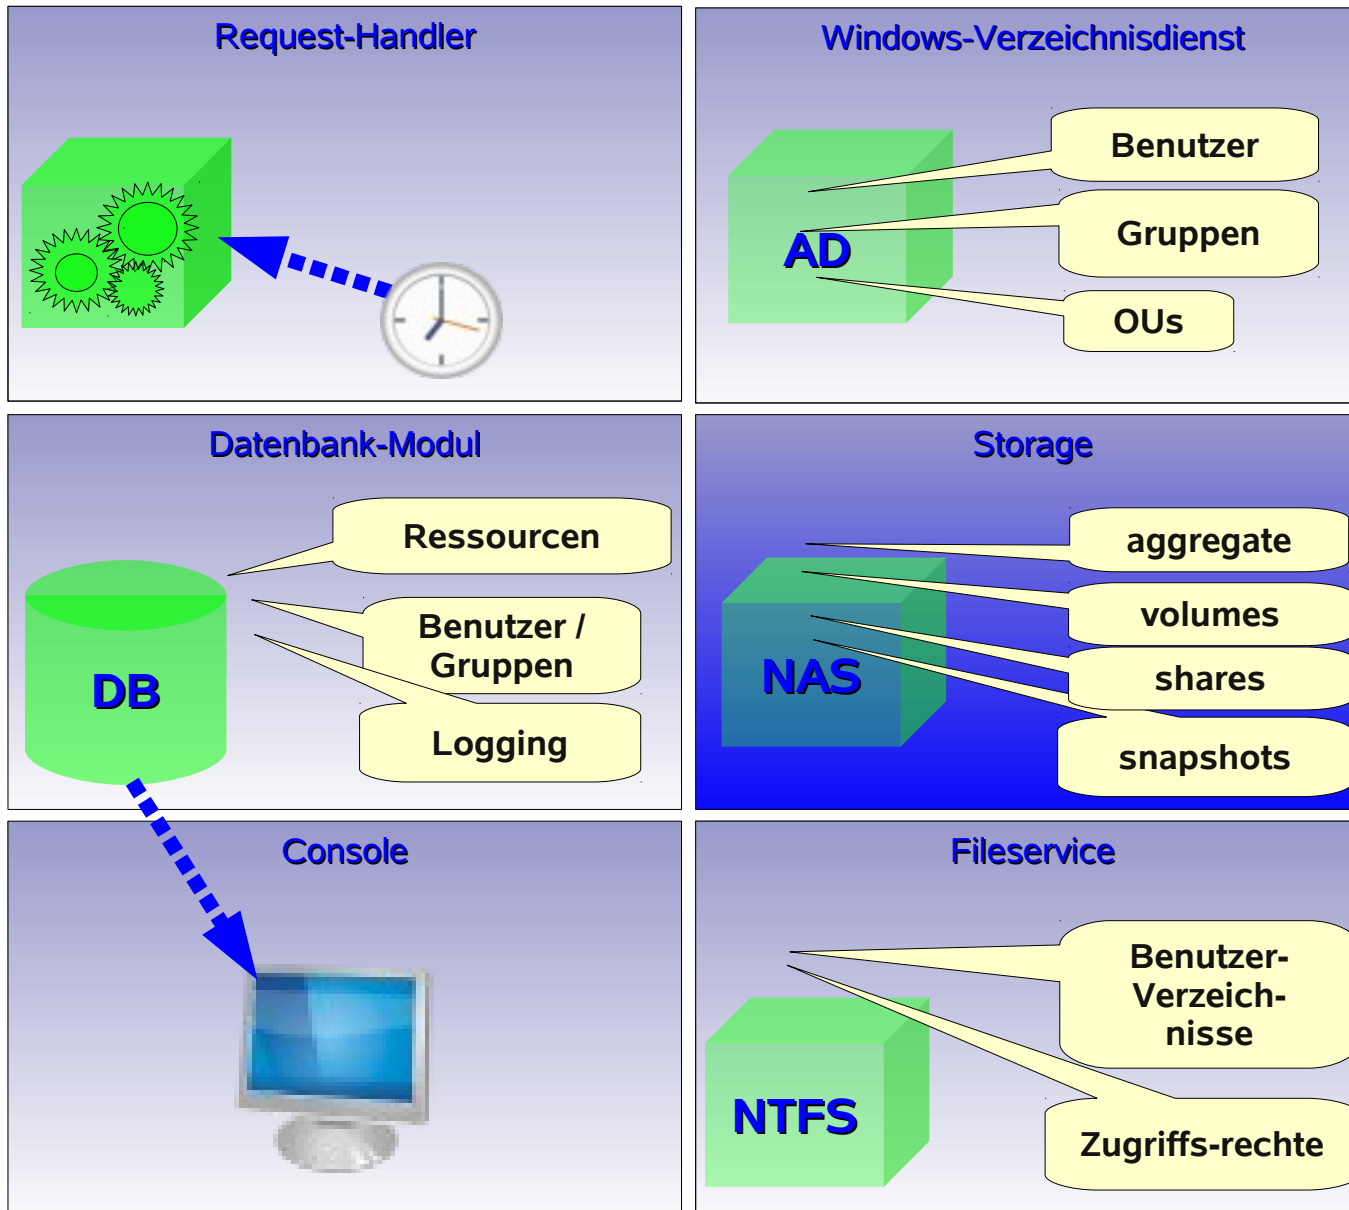 Request-Handler
Windows-Verzeichnisdienst
AD
Benutzer
Gruppen
OUs
Datenbank-Modul
DB
Ressourcen
Benutzer /
Gruppen
Logging
Storage
NAS
aggregate
volumes
shares
snapshots
Console
Fileservice
NTFS
Benutzer-
Verzeich-
nisse
Zugriffs-rechte